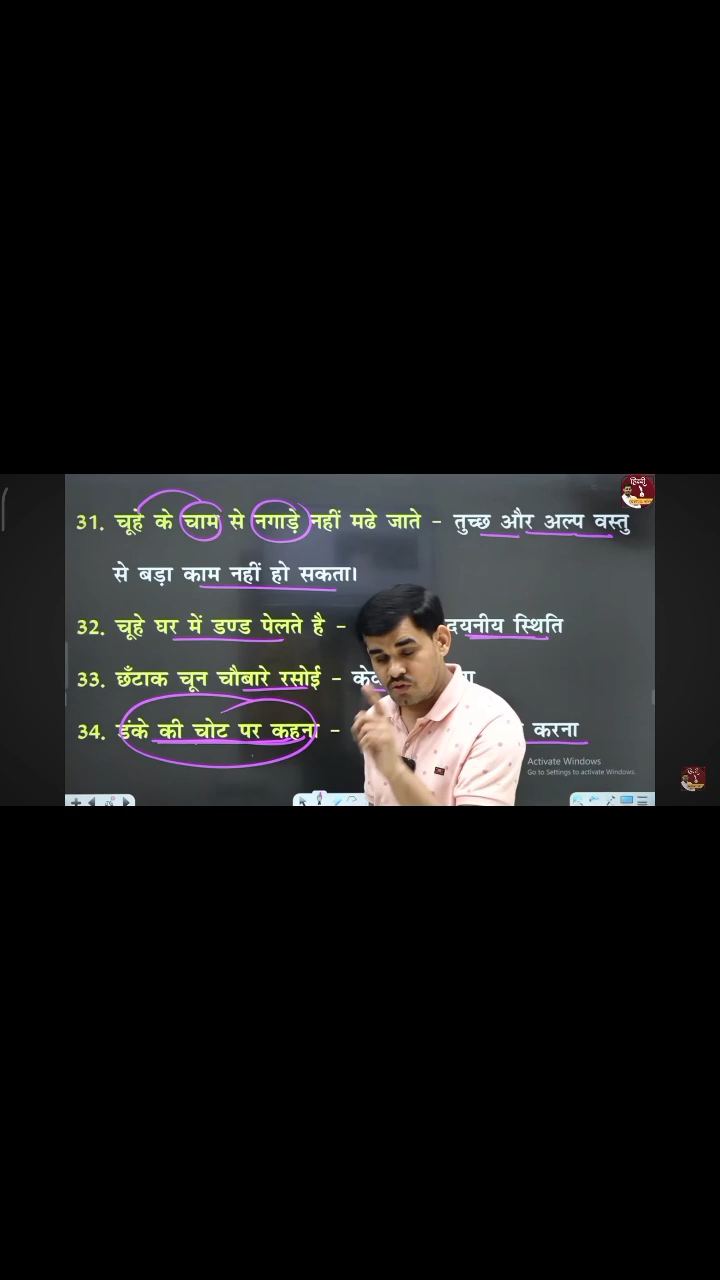 हिन्दी
31. चूहे के चाम से नगाड़े नहीं मढे जाते - तुच्छ और अल्प वस्तु
से बड़ा काम नहीं हो सकता।
32. चूहे घर में डण्ड पेलते है - दयनीय स्थिति
33. छँटाक चून चौबारे रसोई -
34. डंके की चोट पर कहना - करना
Activate Windows
Go to Settings to activate Windows.